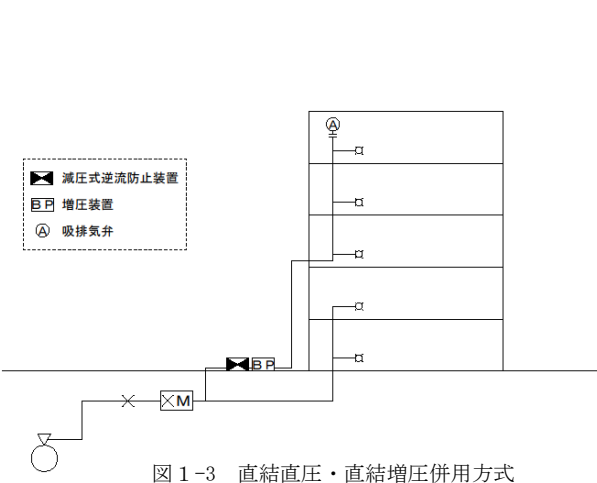 A
減圧式逆流防止装置
BP 増圧装置
A 吸排気弁
BP
M
図1-3 直結直圧・直結増圧併用方式